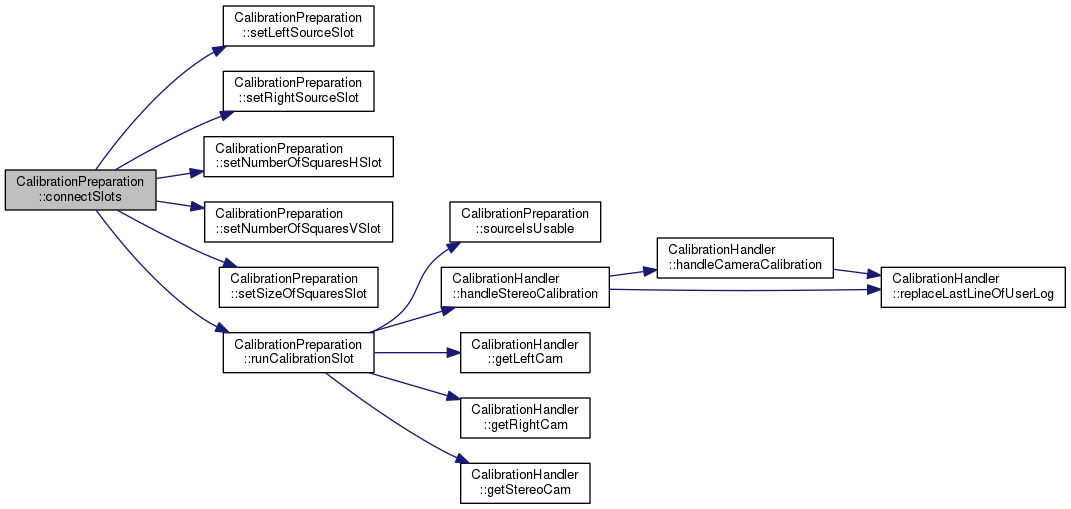 CalibrationPreparation
::connectSlots
CalibrationPreparation
::setLeftSourceSlot
CalibrationPreparation
::setRightSourceSlot
CalibrationPreparation
::setNumberOfSquaresHSlot
CalibrationPreparation
::setNumberOfSquaresVSlot
CalibrationPreparation
::setSizeOfSquaresSlot
CalibrationPreparation
::runCalibrationSlot
CalibrationPreparation
::sourceIsUsable
CalibrationHandler
::handleStereoCalibration
CalibrationHandler
::getLeftCam
CalibrationHandler
::getRightCam
CalibrationHandler
::getStereoCam
CalibrationHandler
::handleCameraCalibration
CalibrationHandler
::replaceLastLineOfUserLog